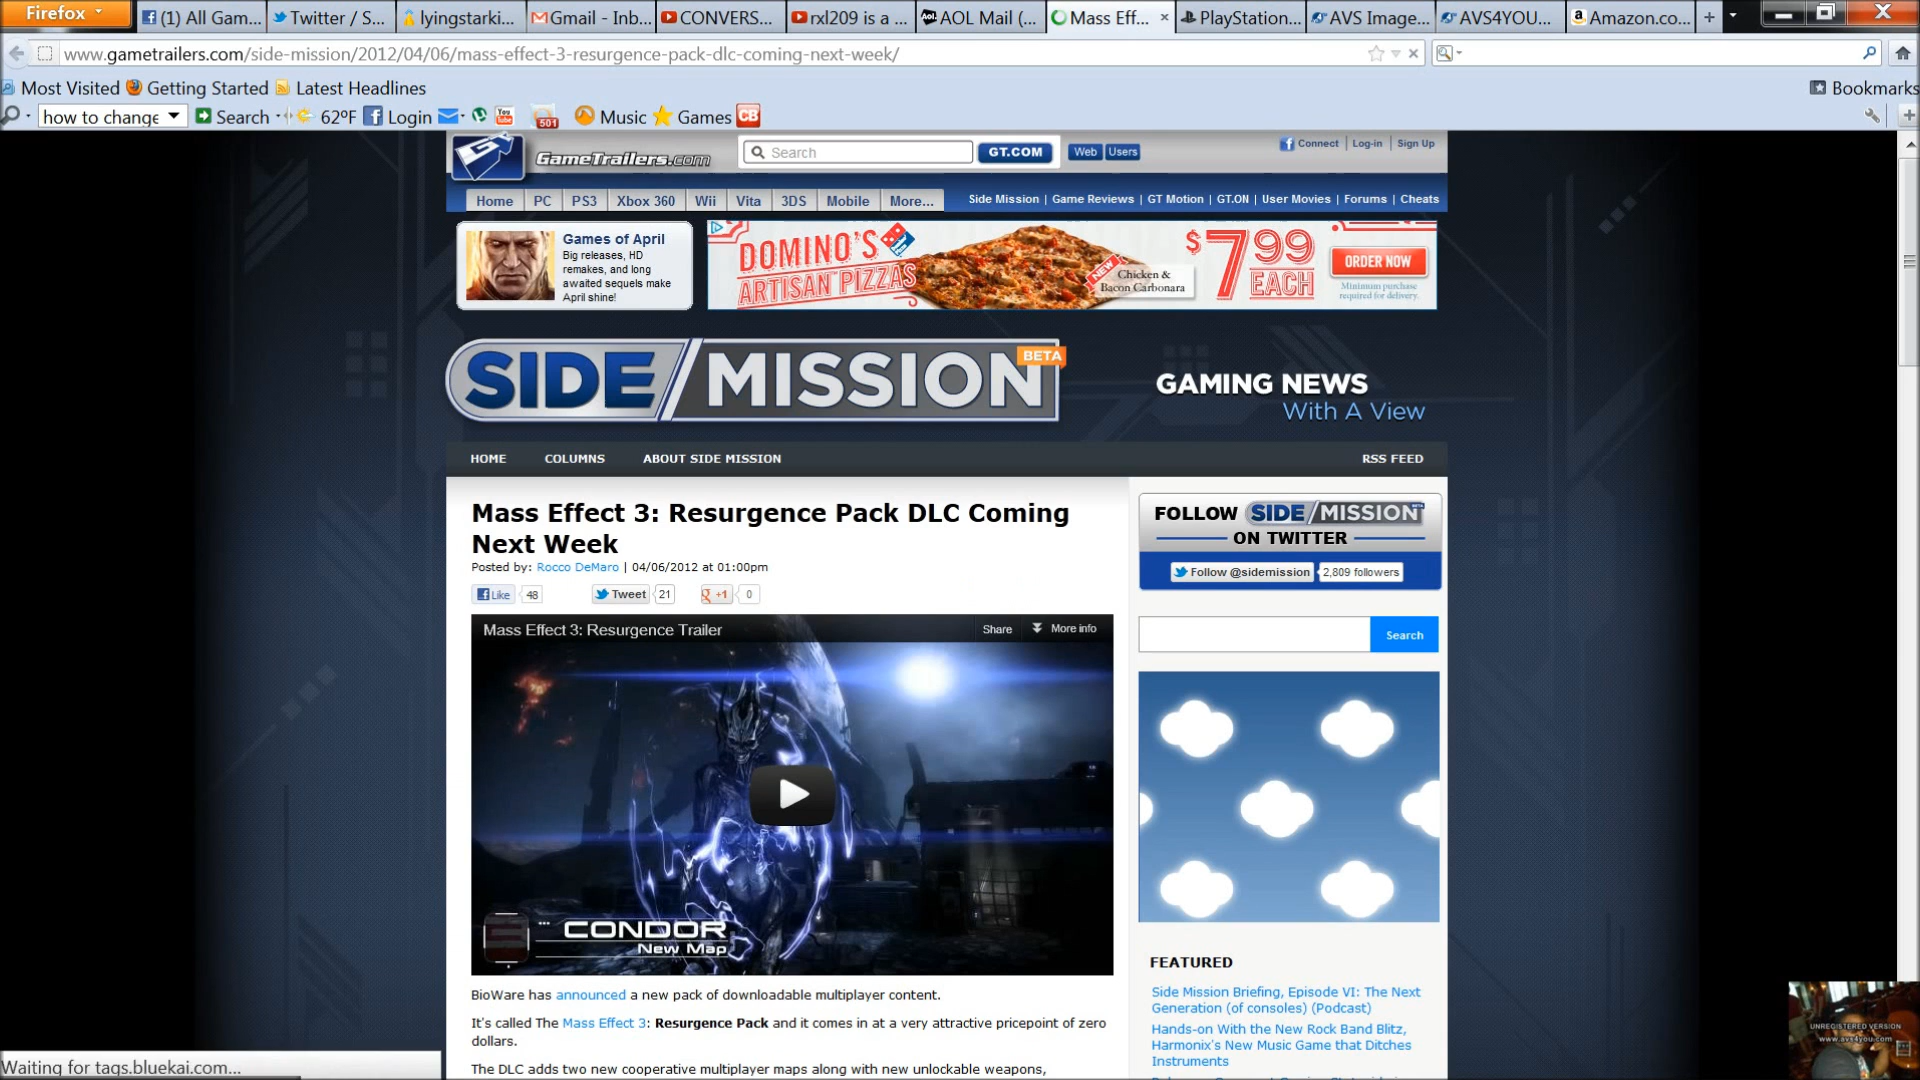 Firefox
(1) All Gam...
Twitter / S...
lyingstarki...
Gmail - Inb...
CONVERS...
rxl209 is a ...
Aol. AOL Mail (...
Mass Eff...
PlayStation...
AVS Image...
AVS4YOU...
Amazon.co...
www.gametrailers.com/side-mission/2012/04/06/mass-effect-3-resurgence-pack-dlc-coming-next-week/
Most Visited Getting Started Latest Headlines
Bookmarks
how to change Search 62°F Login You Tube 501 Music Games CB
GameTrailers.com
Search GT.COM Web Users
Connect | Log-in | Sign Up
Home PC PS3 Xbox 360 Wii Vita 3DS Mobile More...
Side Mission | Game Reviews | GT Motion | GT.ON | User Movies | Forums | Cheats
Games of April
Big releases, HD
remakes, and long
awaited sequels make
April shine!
DOMINO'S
ARTISAN PIZZAS
NEW
Chicken &
Bacon Carbonara
$7.99
EACH
ORDER NOW
Minimum purchase
required for delivery.
SIDE/MISSION
BETA
GAMING NEWS
With A View
HOME COLUMNS ABOUT SIDE MISSION RSS FEED
Mass Effect 3: Resurgence Pack DLC Coming
Next Week
Posted by: Rocco DeMaro | 04/06/2012 at 01:00pm
Like 48 Tweet 21 +1 0
Mass Effect 3: Resurgence Trailer
Share More info
CONDOR
New Map
BioWare has announced a new pack of downloadable multiplayer content.
It's called The Mass Effect 3: Resurgence Pack and it comes in at a very attractive pricepoint of zero
dollars.
The DLC adds two new cooperative multiplayer maps along with new unlockable weapons,
FOLLOW SIDE/MISSION
ON TWITTER
Follow @sidemission 2,809 followers
Search
FEATURED
Side Mission Briefing, Episode VI: The Next
Generation (of consoles) (Podcast)
Hands-on With the New Rock Band Blitz,
Harmonix's New Music Game that Ditches
Instruments
UNREGISTERED VERSION
www.avs4you.com
Waiting for tags.bluekai.com...